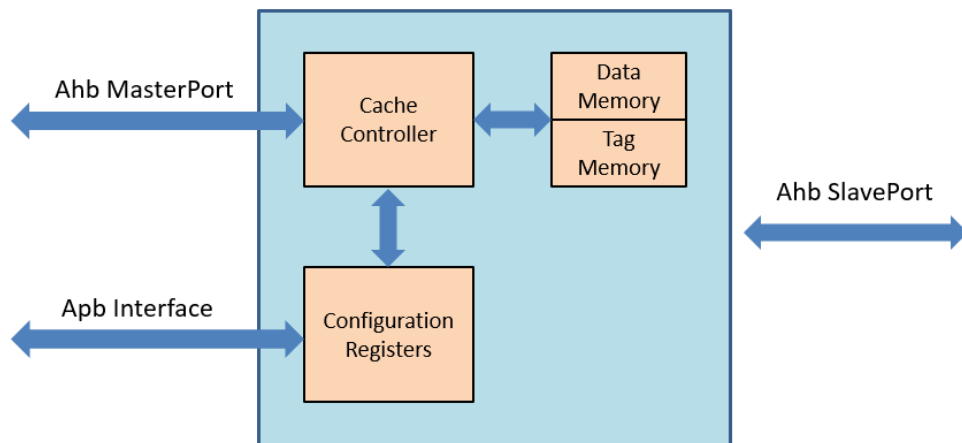 Ahb MasterPort
Cache
Controller
Data
Memory
Tag
Memory
Ahb SlavePort
Apb Interface
Configuration
Registers